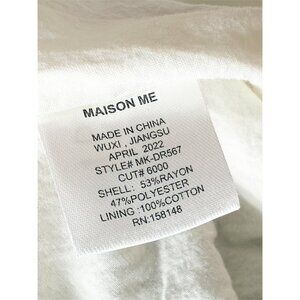 MAISON ME
MADE IN CHINA
WUXI , JIANGSU
APRIL 2022
STYLE# MK-DR567
CUT# 6000
SHELL: 53%RAYON
47%POLYESTER
LINING :100%COTTON
RN:158148